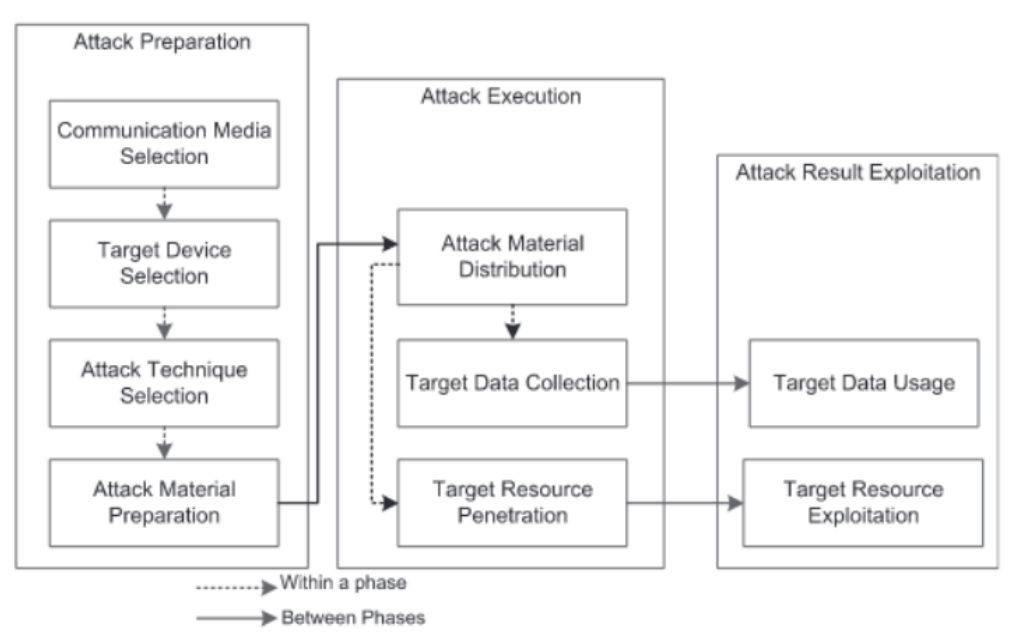 Attack Preparation
Communication Media
Selection
Target Device
Selection
Attack Technique
Selection
Attack Material
Preparation
Attack Execution
Attack Material
Distribution
Target Data Collection
Target Resource
Penetration
Attack Result Exploitation
Target Data Usage
Target Resource
Exploitation
Within a phase
Between Phases